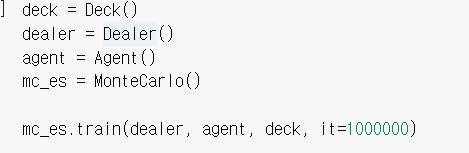 ] deck = Deck()
dealer = Dealer()
agent = Agent()
mc_es = MonteCarlo()
mc_es.train(dealer, agent, deck, it=1000000)